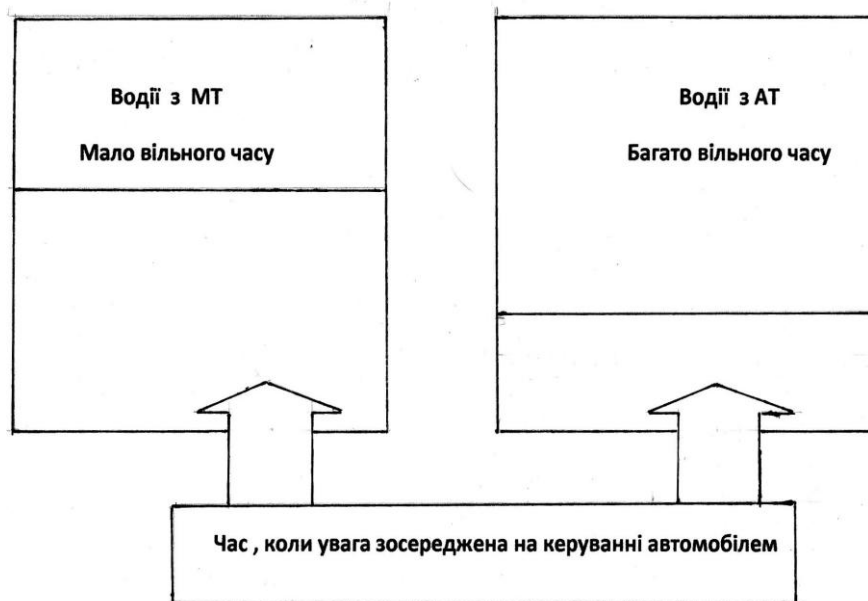 Водії з МТ
Мало вільного часу
Водії з АТ
Багато вільного часу
Час , коли увага зосереджена на керуванні автомобілем